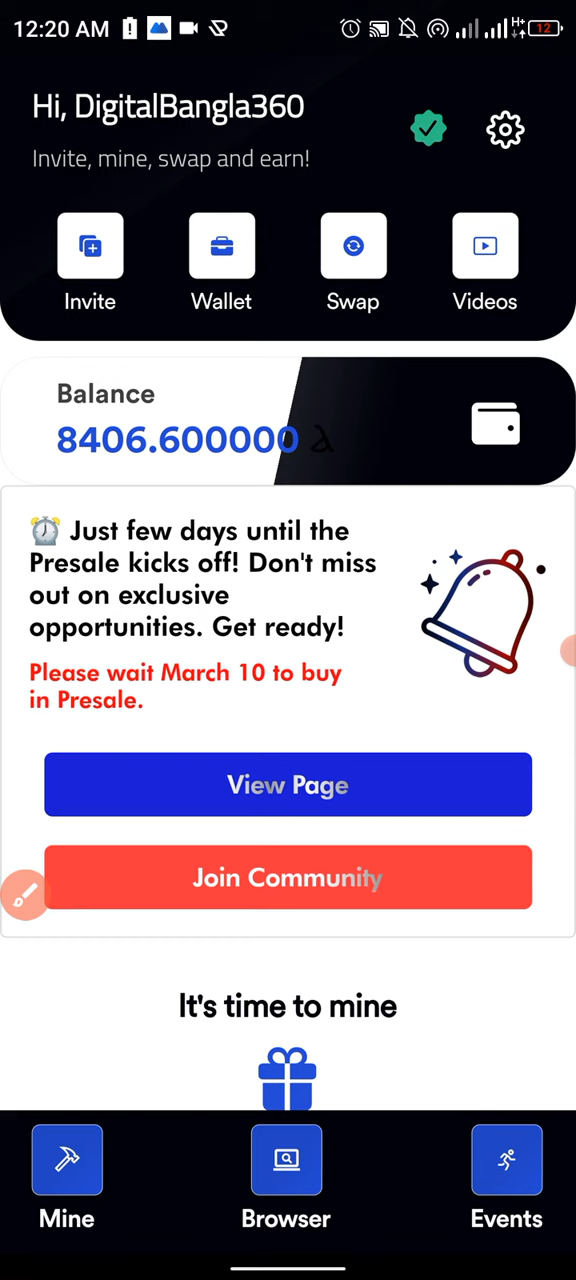 12:20 AM
H+
12
Hi, DigitalBangla360
Invite, mine, swap and earn!
Invite
Wallet
Swap
Videos
Balance
8406.600000
⏰ Just few days until the
Presale kicks off! Don't miss
out on exclusive
opportunities. Get ready!
Please wait March 10 to buy
in Presale.
View Page
Join Community
It's time to mine
Mine
Browser
Events